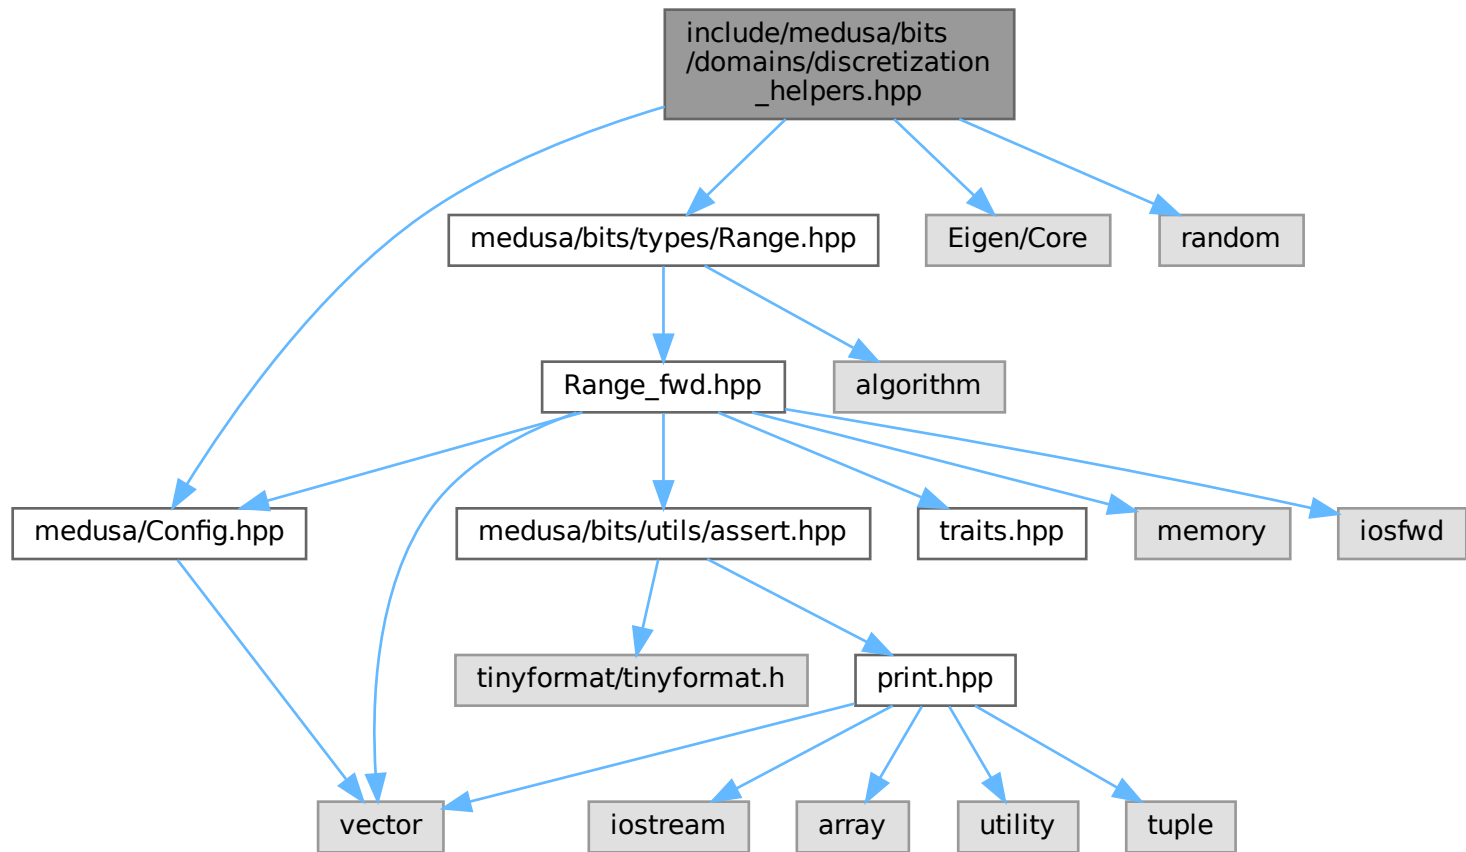 include/medusa/bits
/domains/discretization
_helpers.hpp
medusa/bits/types/Range.hpp
Eigen/Core
random
Range_fwd.hpp
algorithm
medusa/Config.hpp
medusa/bits/utils/assert.hpp
traits.hpp
memory
iosfwd
tinyformat/tinyformat.h
print.hpp
vector
iostream
array
utility
tuple